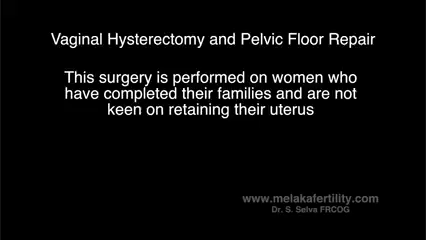 Vaginal Hysterectomy and Pelvic Floor Repair
This surgery is performed on women who
have completed their families and are not
keen on retaining their uterus
www.melakafertility.com
Dr. S. Selva FRCOG